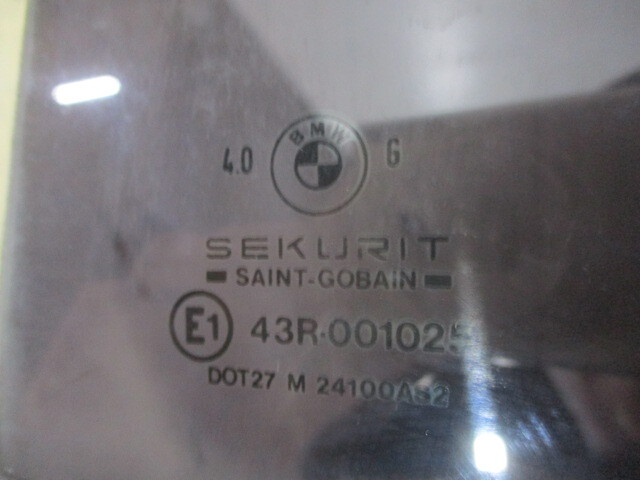 BMW
4.0 G
SEKURIT
SAINT-GOBAIN
E1 43R-001025
DOT27 M 24100AS2